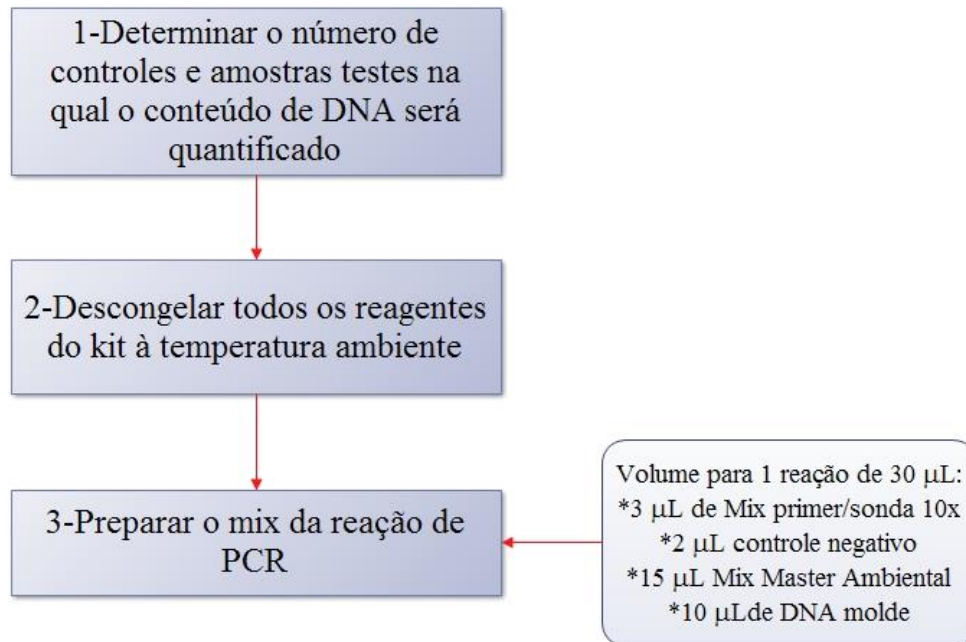 1-Determinar o número de
controles e amostras testes na
qual o conteúdo de DNA será
quantificado
2-Descongelar todos os reagentes
do kit à temperatura ambiente
3-Preparar o mix da reação de
PCR
Volume para 1 reação de 30 μL:
*3 μL de Mix primer/sonda 10x
*2 μL controle negativo
*15 μL Mix Master Ambiental
*10 μLde DNA molde